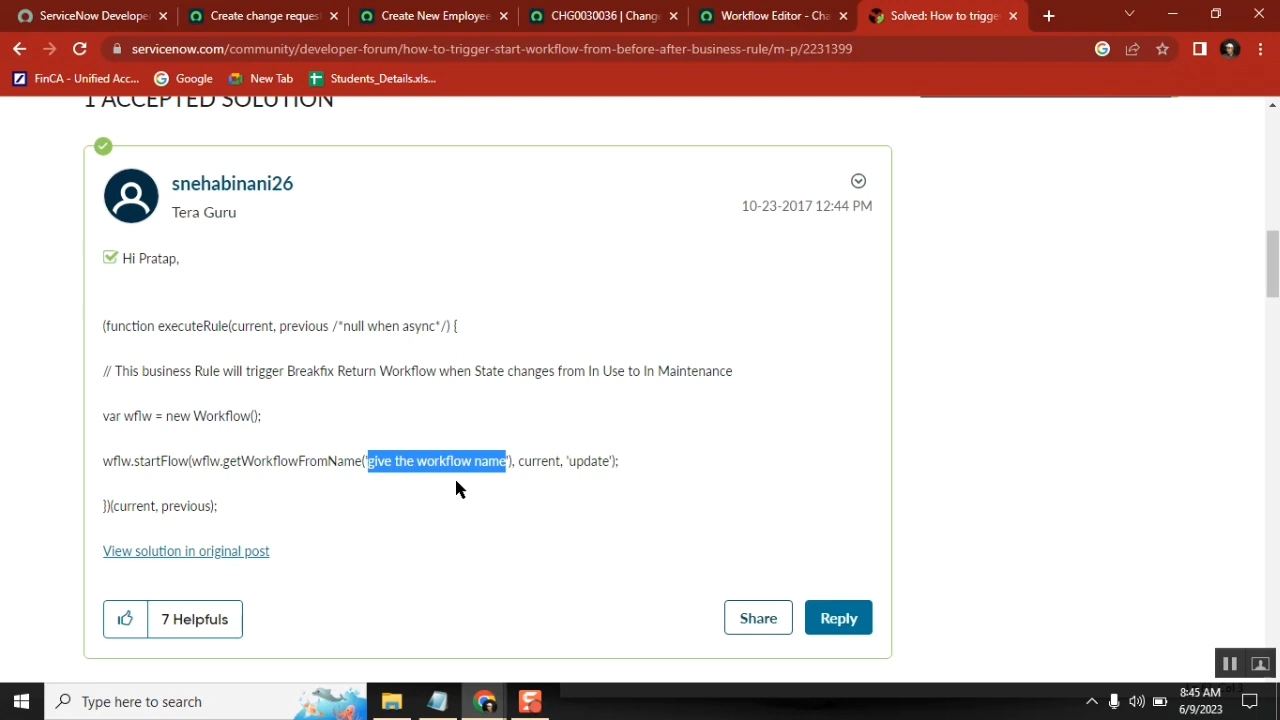 ServiceNow Develope
Create change reques
Create New Employee
CHG0030036 | Chang
Workflow Editor - Cha
Solved: How to trigge
servicenow.com/community/developer-forum/how-to-trigger-start-workflow-from-before-after-business-rule/m-p/2231399
FinCA - Unified Acc...
Google
New Tab
Students_Details.xls...
1 ACCEPTED SOLUTION
snehabinani26
Tera Guru
10-23-2017 12:44 PM
Hi Pratap,
(function executeRule(current, previous /*null when async*/) {
// This business Rule will trigger Breakfix Return Workflow when State changes from In Use to In Maintenance
var wflw = new Workflow();
wflw.startFlow(wflw.getWorkflowFromName('give the workflow name'), current, 'update');
})(current, previous);
View solution in original post
7 Helpfuls
Share
Reply
Type here to search
8:45 AM
6/9/2023